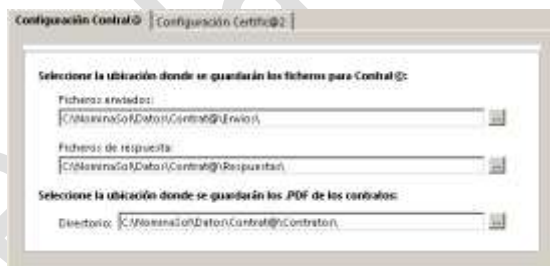 Configuración Contrat@ Configuración Certific@2
Seleccione la ubicación donde se guardarán los ficheros para Contrat@:
Ficheros enviados:
C:\NominaSol\Datos\Contrat@\Envios\
...
Ficheros de respuesta:
C:\NominaSol\Datos\Contrat@\Respuestas\
...
Seleccione la ubicación donde se guardarán los .PDF de los contratos:
Directorio: C:\NominaSol\Datos\Contrat@\Contratos\
...